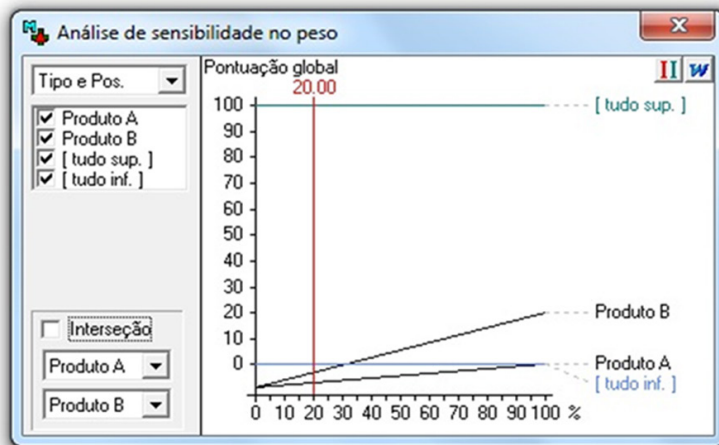 Análise de sensibilidade no peso
Tipo e Pos.
Produto A
Produto B
[ tudo sup. ]
[ tudo inf. ]
Interseção
Produto A
Produto B
Pontuação global
20.00
100
90
80
70
60
50
40
30
20
10
0
[ tudo sup. ]
Produto B
Produto A
[ tudo inf. ]
0 10 20 30 40 50 60 70 80 90 100 %